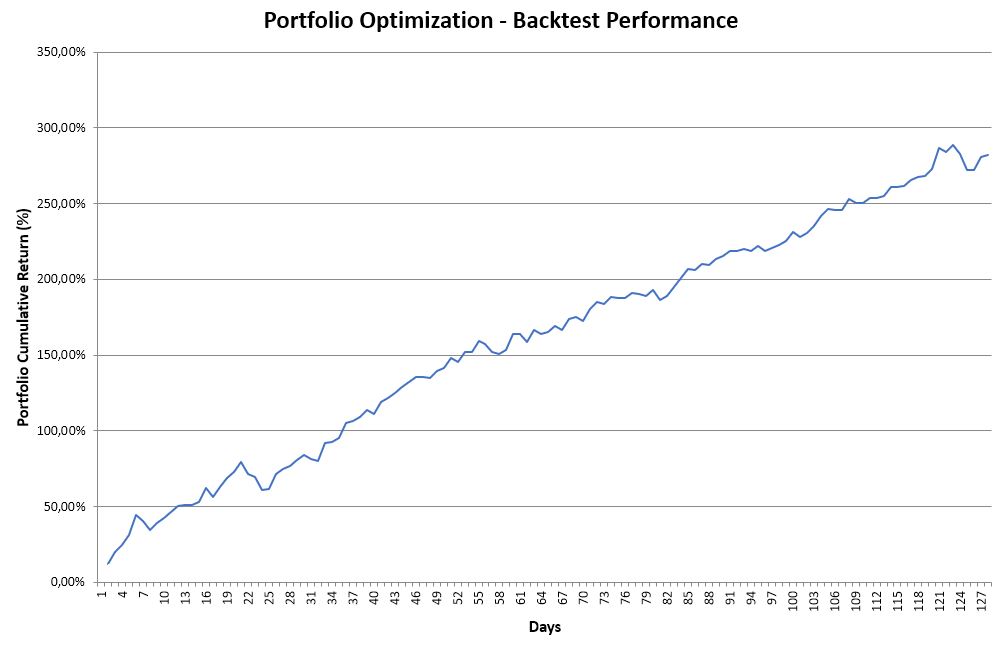 Portfolio Optimization - Backtest Performance
350,00%
300,00%
250,00%
200,00%
150,00%
100,00%
50,00%
0,00%
Portfolio Cumulative Return (%)
1 4 7 10 13 16 19 22 25 28 31 34 37 40 43 46 49 52 55 58 61 64 67 70 73 76 79 82 85 88 91 94 97 100 103 106 109 112 115 118 121 124 127
Days